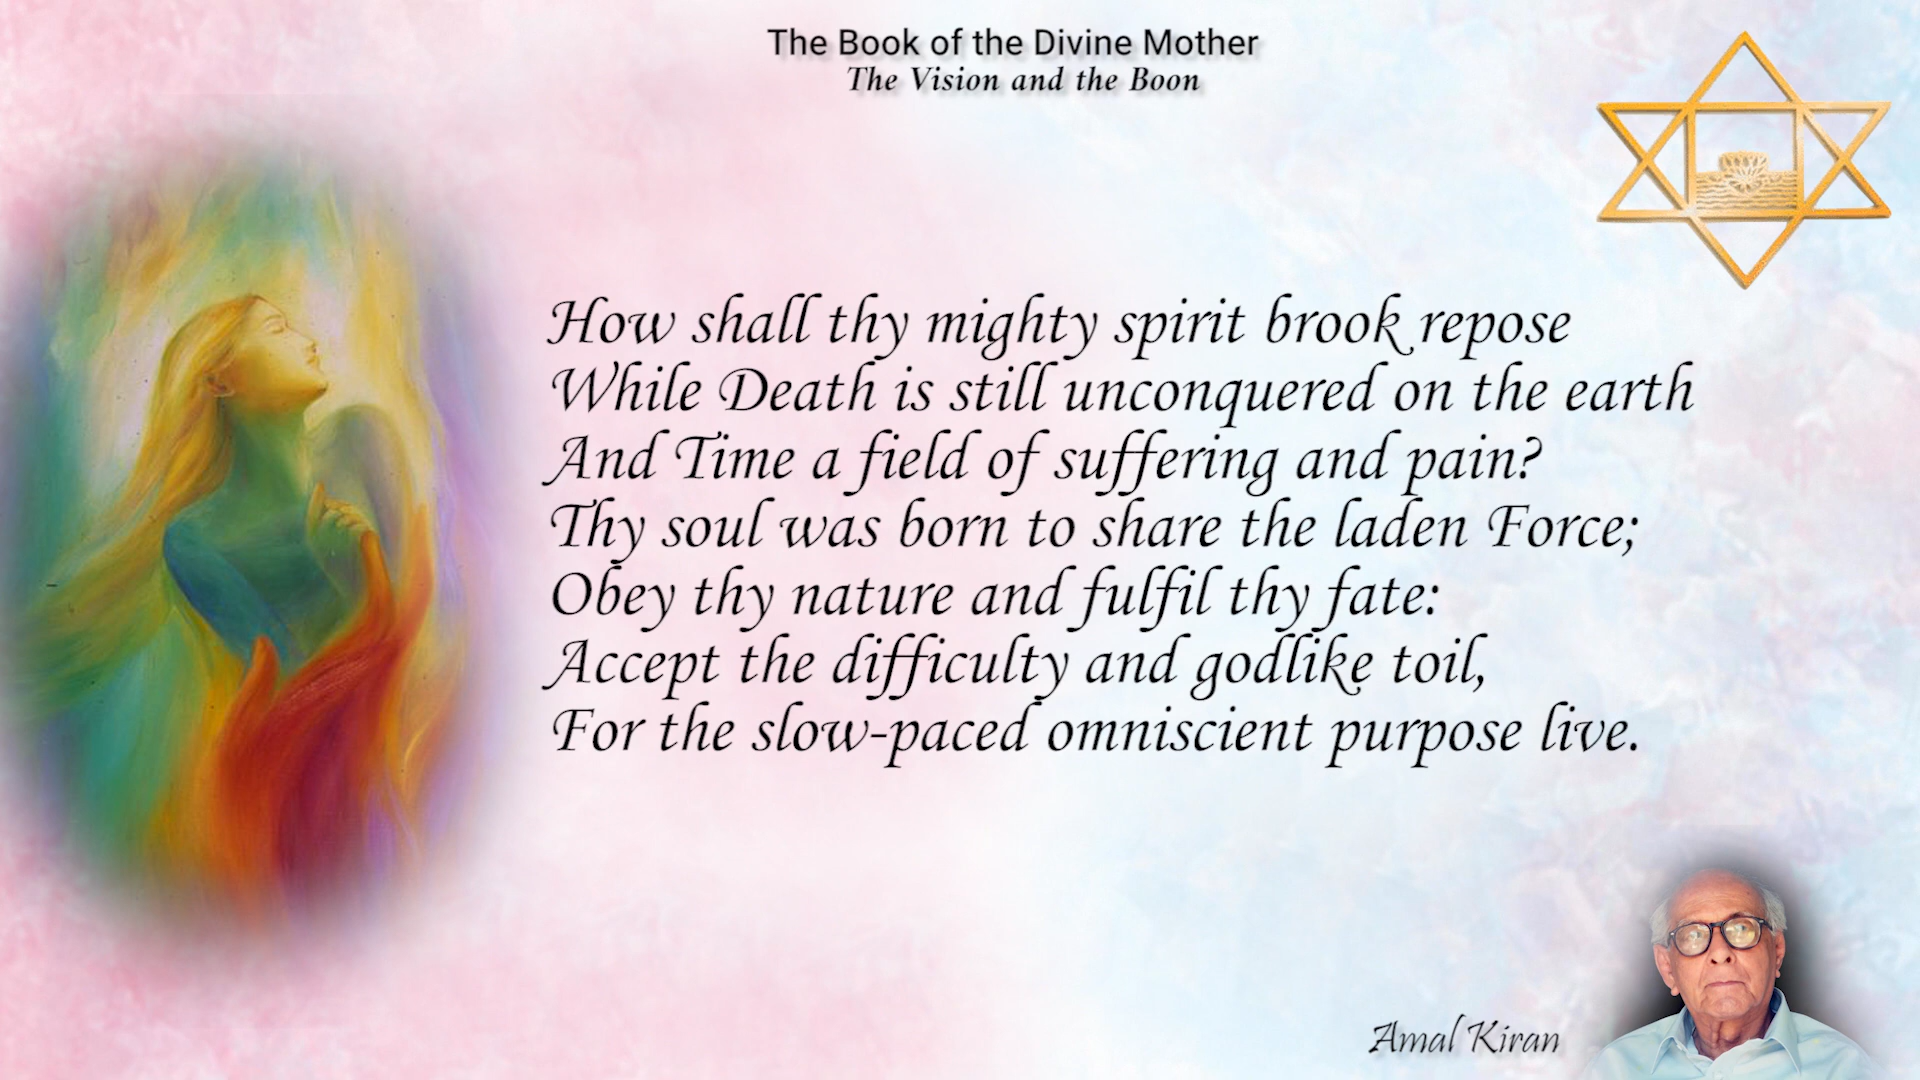 The Book of the Divine Mother
The Vision and the Boon
How shall thy mighty spirit brook repose
While Death is still unconquered on the earth
And Time a field of suffering and pain?
Thy soul was born to share the laden Force;
Obey thy nature and fulfil thy fate:
Accept the difficulty and godlike toil,
For the slow-paced omniscient purpose live.
Amal Kiran